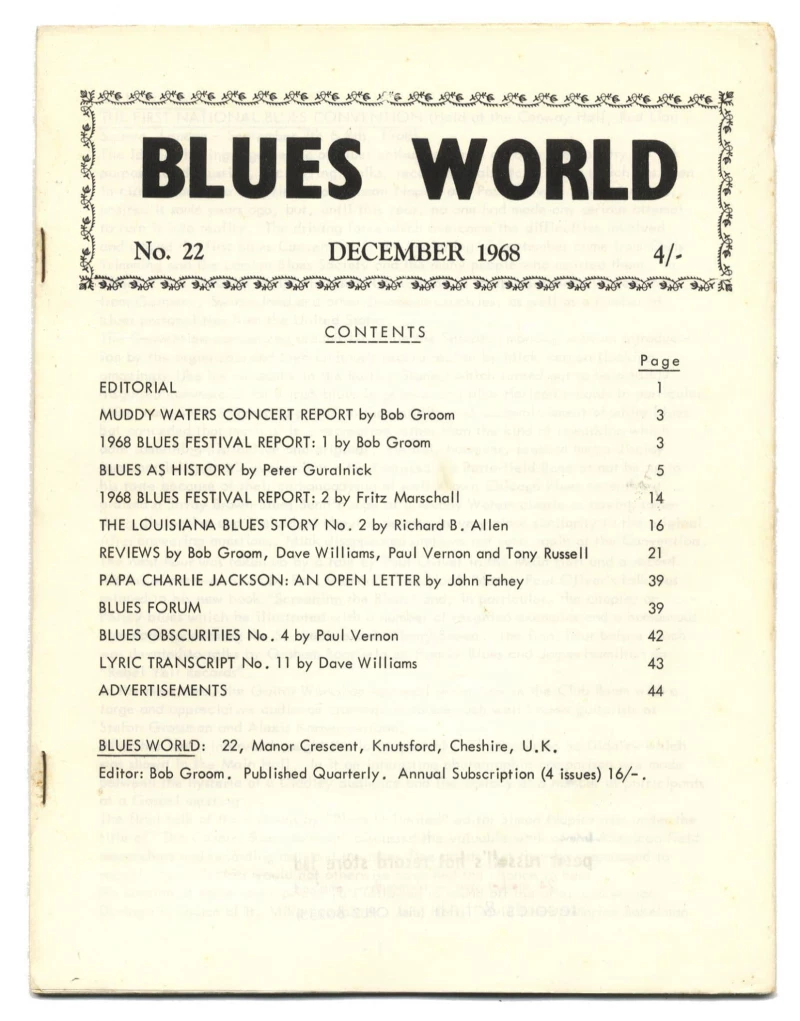 BLUES WORLD
No. 22 DECEMBER 1968 4/-
CONTENTS
Page
EDITORIAL 1
MUDDY WATERS CONCERT REPORT by Bob Groom 3
1968 BLUES FESTIVAL REPORT: 1 by Bob Groom 3
BLUES AS HISTORY by Peter Guralnick 5
1968 BLUES FESTIVAL REPORT: 2 by Fritz Marschall 14
THE LOUISIANA BLUES STORY No. 2 by Richard B. Allen 16
REVIEWS by Bob Groom, Dave Williams, Paul Vernon and Tony Russell 21
PAPA CHARLIE JACKSON: AN OPEN LETTER by John Fahey 39
BLUES FORUM 39
BLUES OBSCURITIES No. 4 by Paul Vernon 42
LYRIC TRANSCRIPT No. 11 by Dave Williams 43
ADVERTISEMENTS 44
BLUES WORLD: 22, Manor Crescent, Knutsford, Cheshire, U.K.
Editor: Bob Groom. Published Quarterly. Annual Subscription (4 issues) 16/-.